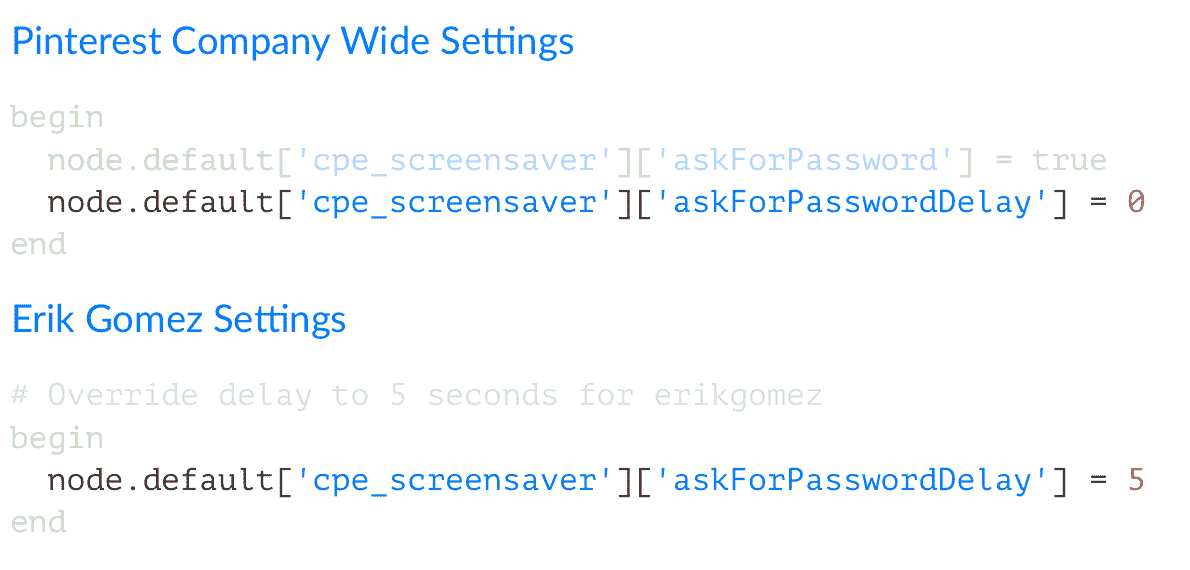 Pinterest Company Wide Settings
begin
  node.default['cpe_screensaver']['askForPassword'] = true
  node.default['cpe_screensaver']['askForPasswordDelay'] = 0
end
Erik Gomez Settings
# Override delay to 5 seconds for erikgomez
begin
  node.default['cpe_screensaver']['askForPasswordDelay'] = 5
end